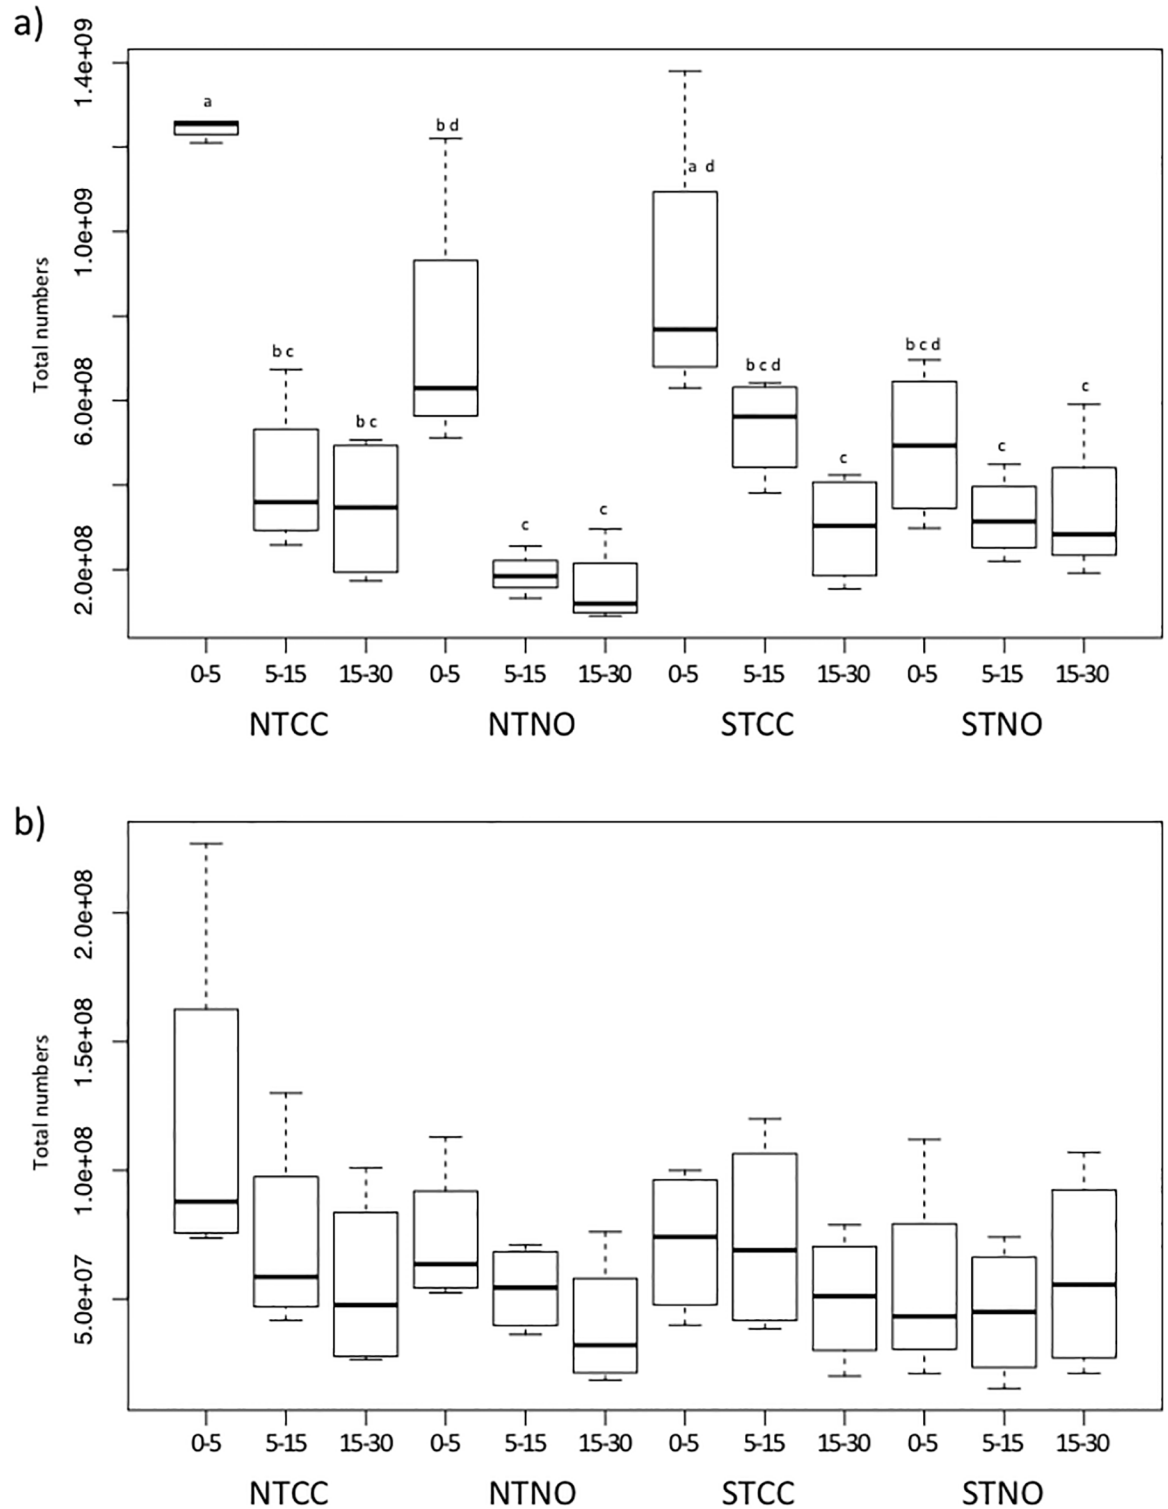 a)
Total numbers
1.4e+09
1.0e+09
6.0e+08
2.0e+08
a
b c
b c
b d
c
c
a d
b c d
c
b c d
c
c
0-5 5-15 15-30 0-5 5-15 15-30 0-5 5-15 15-30 0-5 5-15 15-30
NTCC NTNO STCC STNO
b)
Total numbers
2.0e+08
1.5e+08
1.0e+08
5.0e+07
0-5 5-15 15-30 0-5 5-15 15-30 0-5 5-15 15-30 0-5 5-15 15-30
NTCC NTNO STCC STNO